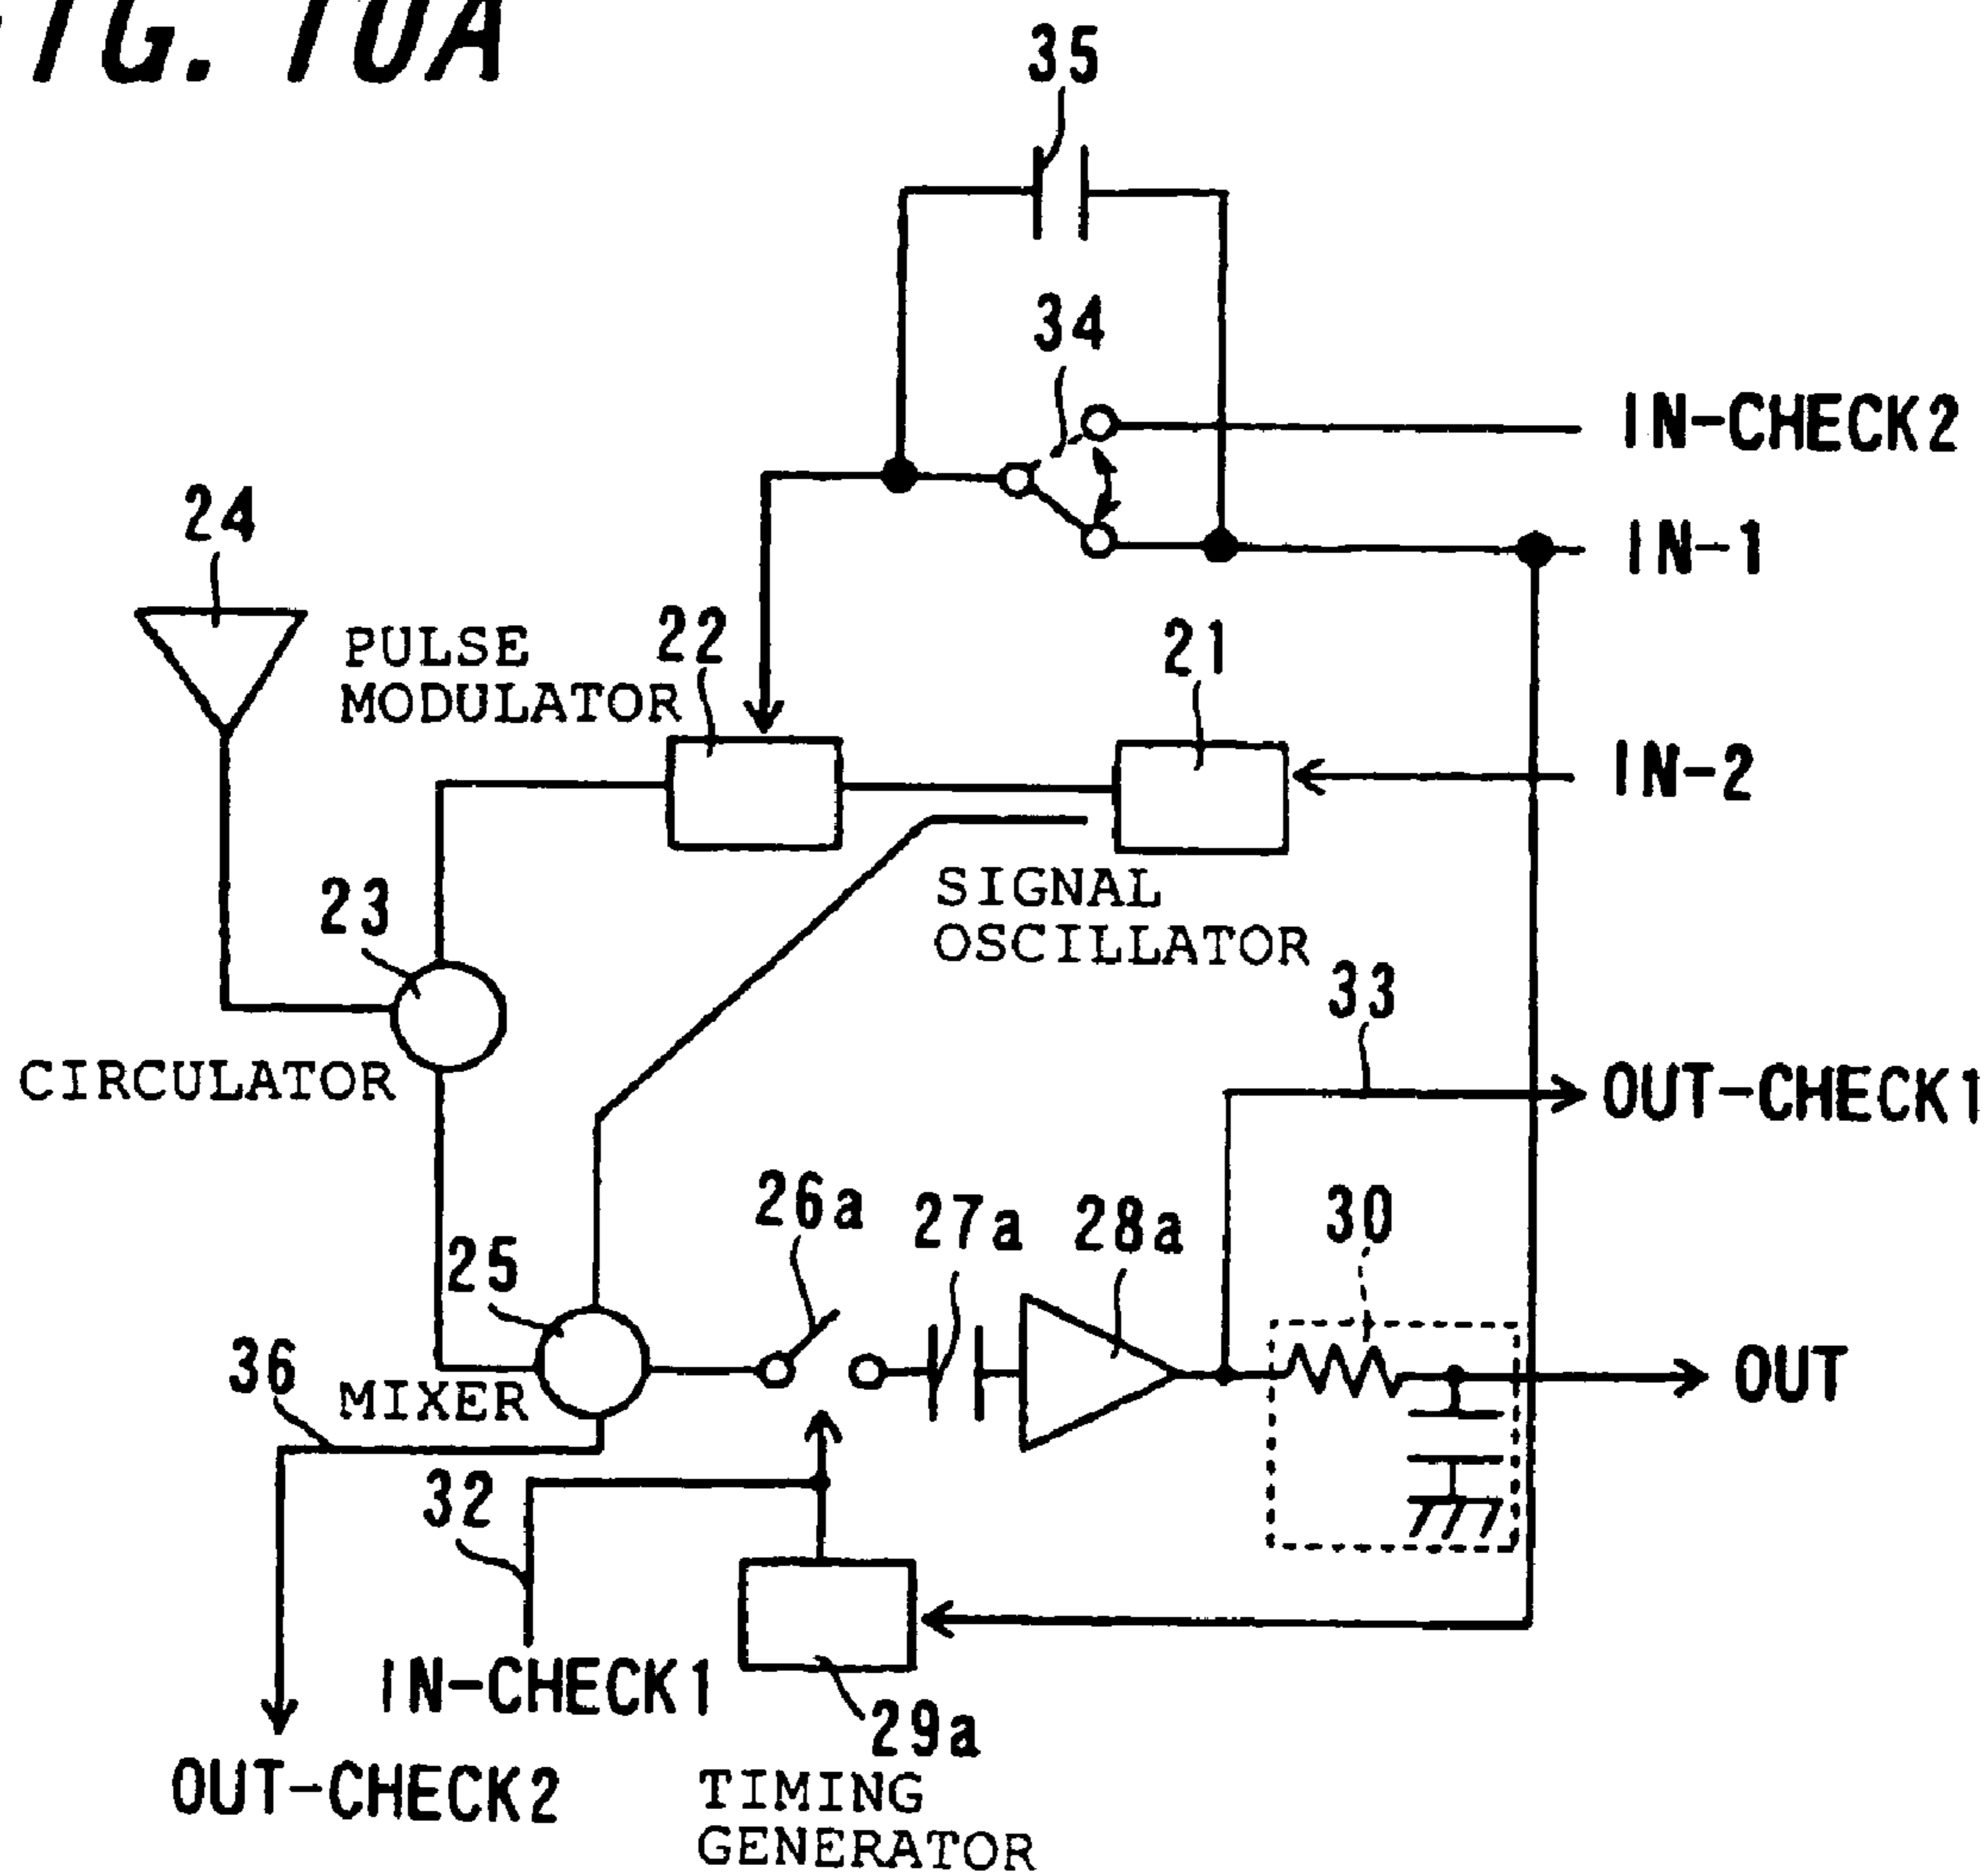 FIG. 10A
35
34
IN-CHECK2
IN-1
24
PULSE
MODULATOR
22
21
IN-2
23
SIGNAL
OSCILLATOR
33
CIRCULATOR
OUT-CHECK1
26a
27a
28a
30
25
36
MIXER
OUT
32
IN-CHECK1
29a
OUT-CHECK2
TIMING
GENERATOR